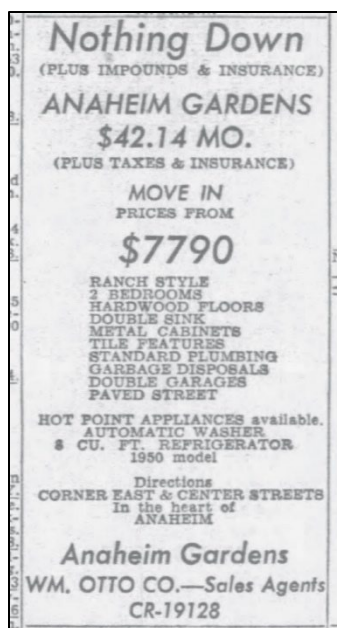 Nothing Down
(PLUS IMPOUNDS & INSURANCE)
ANAHEIM GARDENS
$42.14 MO.
(PLUS TAXES & INSURANCE)
MOVE IN
PRICES FROM
$7790
RANCH STYLE
2 BEDROOMS
HARDWOOD FLOORS
DOUBLE SINK
METAL CABINETS
TILE FEATURES
STANDARD PLUMBING
GARBAGE DISPOSALS
DOUBLE GARAGES
PAVED STREET
HOT POINT APPLIANCES available.
AUTOMATIC WASHER
8 CU. FT. REFRIGERATOR
1950 model
Directions
CORNER EAST & CENTER STREETS
In the heart of
ANAHEIM
Anaheim Gardens
WM. OTTO CO.—Sales Agents
CR-19128